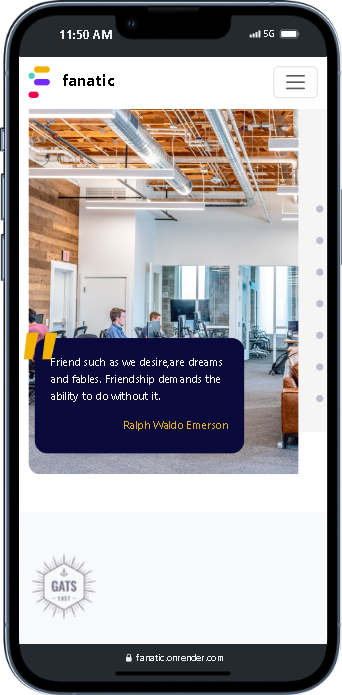 11:50 AM
5G
fanatic
Friend such as we desire,are dreams
and fables. Friendship demands the
ability to do without it.
Ralph Waldo Emerson
GATS
1957
fanatic.onrender.com